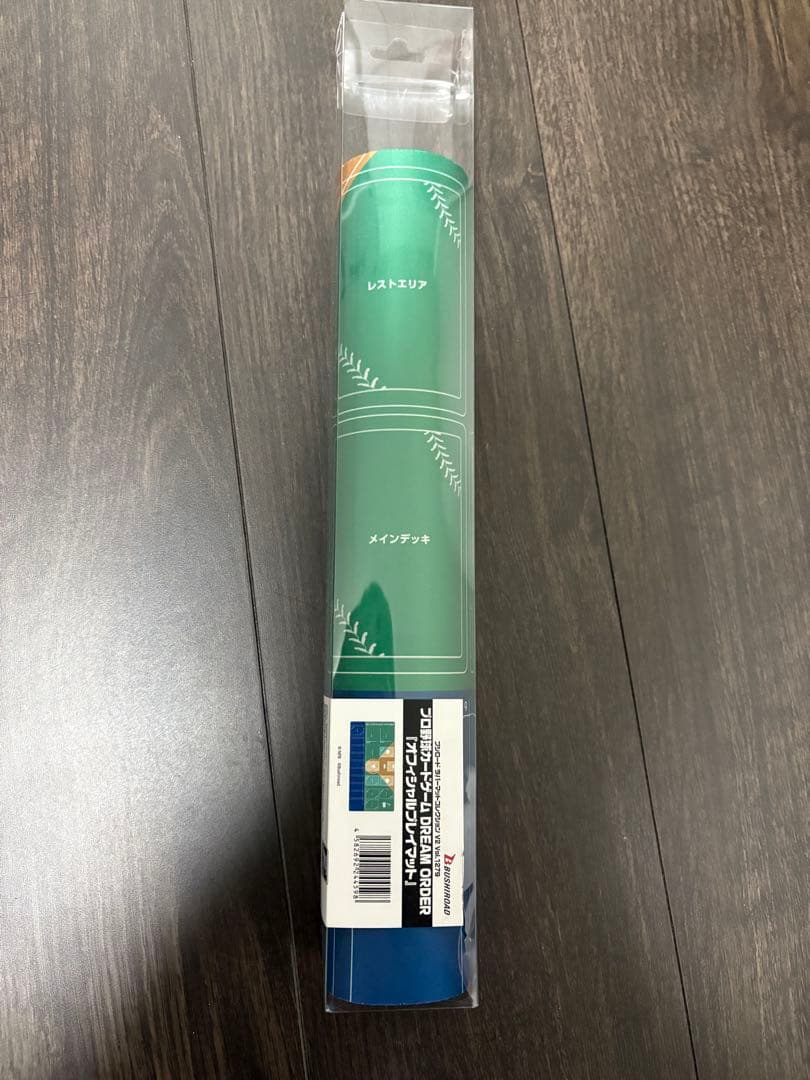 レストエリア
メインデッキ
ブシロード ラバーマットコレクション V2 Vol.1279
プロ野球カードゲーム DREAM ORDER
『オフィシャルプレイマット』
BUSHIROAD
4 582692 744598